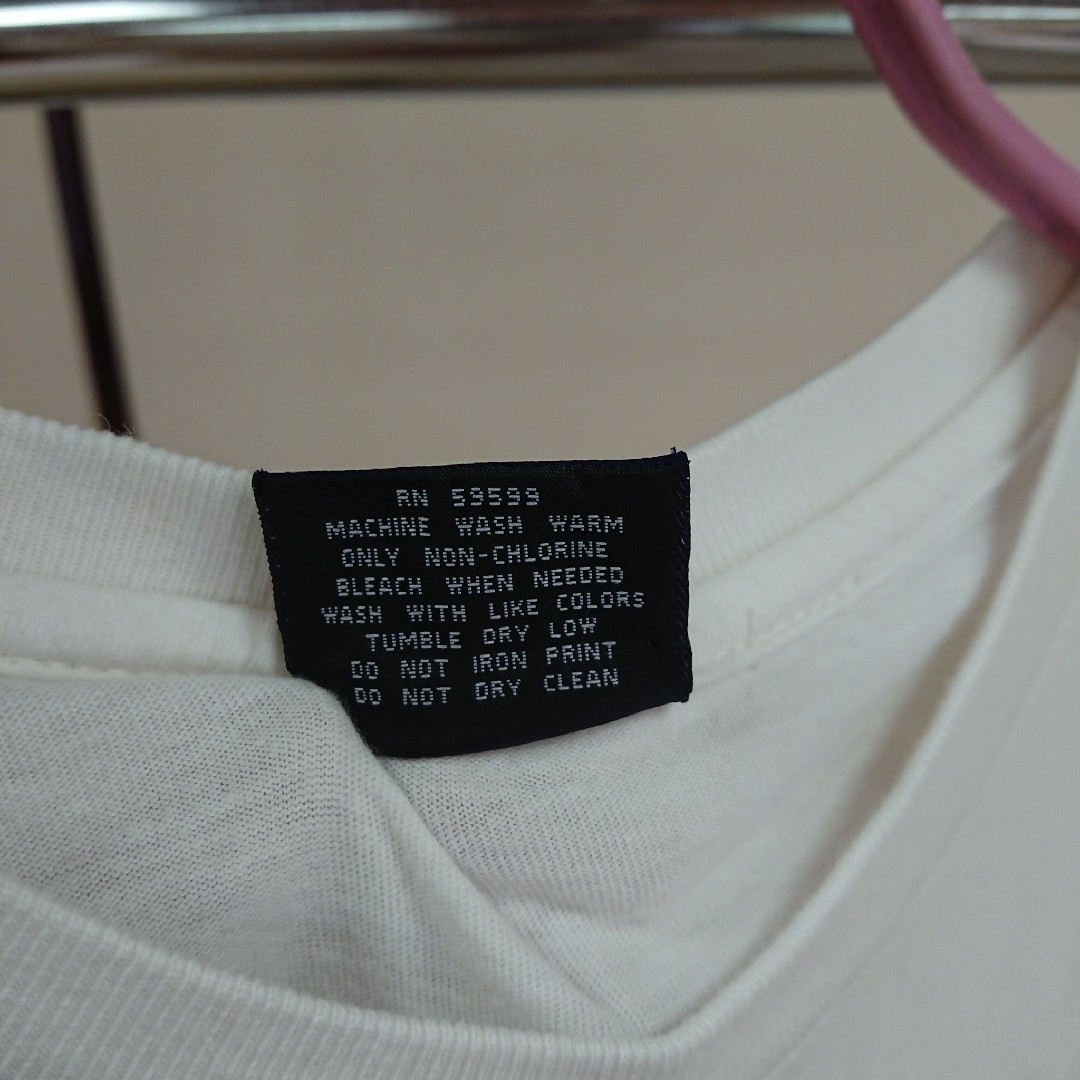 RN 59599
MACHINE WASH WARM
ONLY NON-CHLORINE
BLEACH WHEN NEEDED
WASH WITH LIKE COLORS
TUMBLE DRY LOW
DO NOT IRON PRINT
DO NOT DRY CLEAN